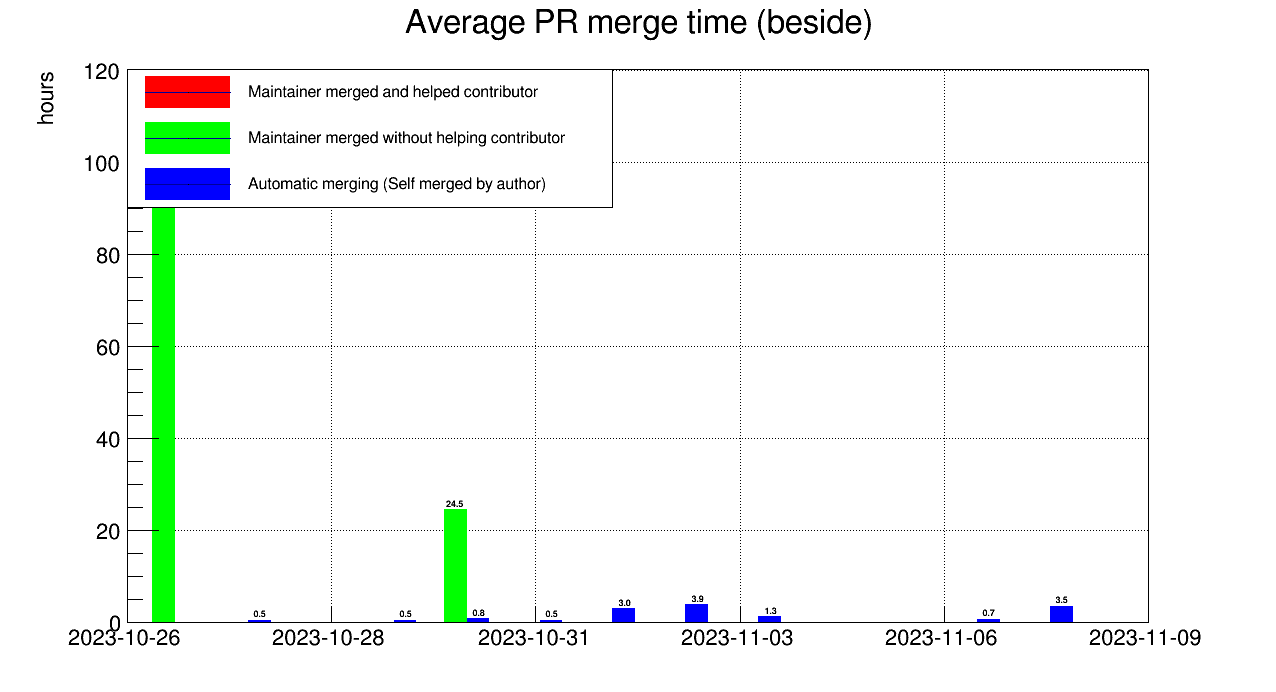 Average PR merge time (beside)
hours
120
100
80
60
40
20
0
Maintainer merged and helped contributor
Maintainer merged without helping contributor
Automatic merging (Self merged by author)
0.5
0.5
24.5
0.8
0.5
3.0
3.9
1.3
0.7
3.5
2023-10-26 2023-10-28 2023-10-31 2023-11-03 2023-11-06 2023-11-09